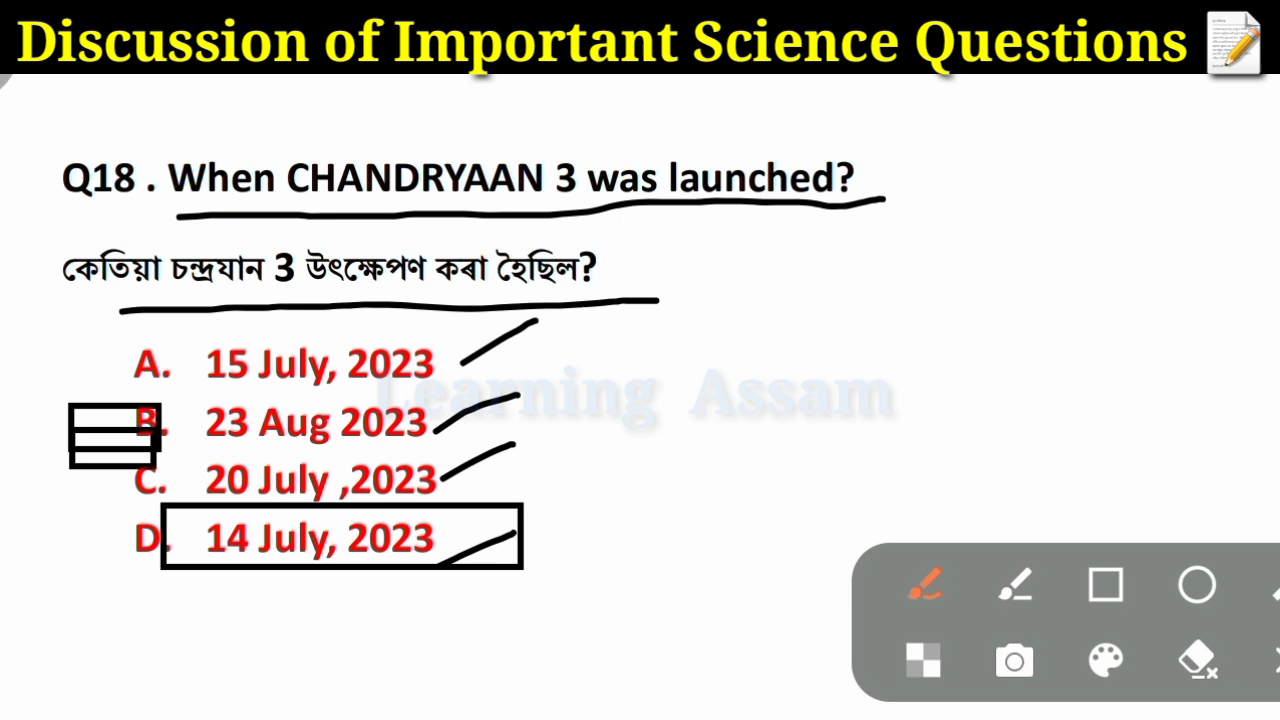 Discussion of Important Science Questions
Q18 . When CHANDRYAAN 3 was launched?
কেতিয়া চন্দ্ৰযান 3 উৎক্ষেপণ কৰা হৈছিল?
A. 15 July, 2023
Learning Assam
B. 23 Aug 2023
C. 20 July ,2023
D. 14 July, 2023